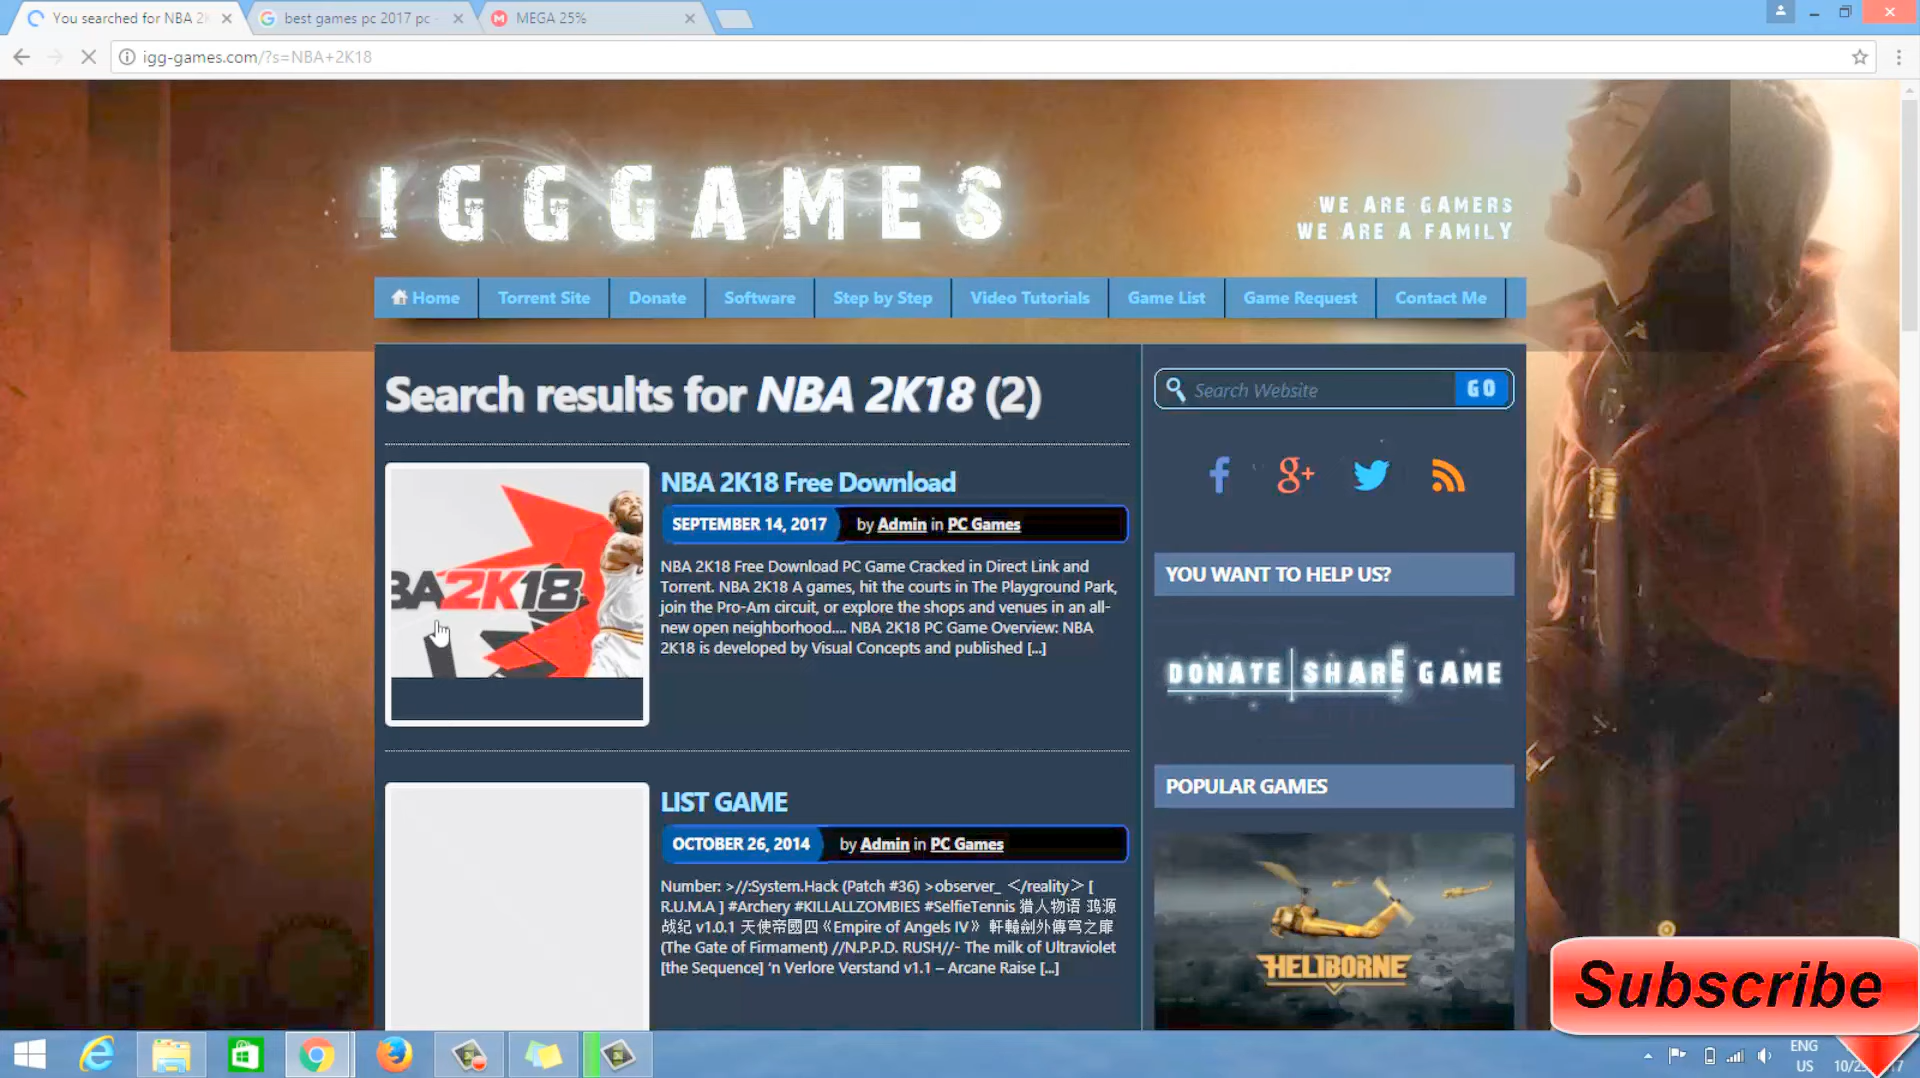 You searched for NBA 2
best games pc 2017 pc -
MEGA 25%
igg-games.com/?s=NBA+2K18
IGGGAMES
WE ARE GAMERS
WE ARE A FAMILY
Home
Torrent Site
Donate
Software
Step by Step
Video Tutorials
Game List
Game Request
Contact Me
Search results for NBA 2K18 (2)
Search Website
GO
NBA 2K18 Free Download
SEPTEMBER 14, 2017
by Admin in PC Games
NBA 2K18 Free Download PC Game Cracked in Direct Link and
Torrent. NBA 2K18 A games, hit the courts in The Playground Park,
join the Pro-Am circuit, or explore the shops and venues in an all-
new open neighborhood.... NBA 2K18 PC Game Overview: NBA
2K18 is developed by Visual Concepts and published [...]
BA2K18
YOU WANT TO HELP US?
DONATE SHARE GAME
POPULAR GAMES
HELIBORNE
LIST GAME
OCTOBER 26, 2014
by Admin in PC Games
Number: >//:System.Hack (Patch #36) >observer_ ＜/reality＞ [
R.U.M.A ] #Archery #KILLALLZOMBIES #SelfieTennis 猎人物语 鸿源
战纪 v1.0.1 天使帝國四《Empire of Angels IV》 軒轅劍外傳穹之扉
(The Gate of Firmament) //N.P.P.D. RUSH//- The milk of Ultraviolet
[the Sequence] ‘n Verlore Verstand v1.1 – Arcane Raise [...]
Subscribe
ENG
US